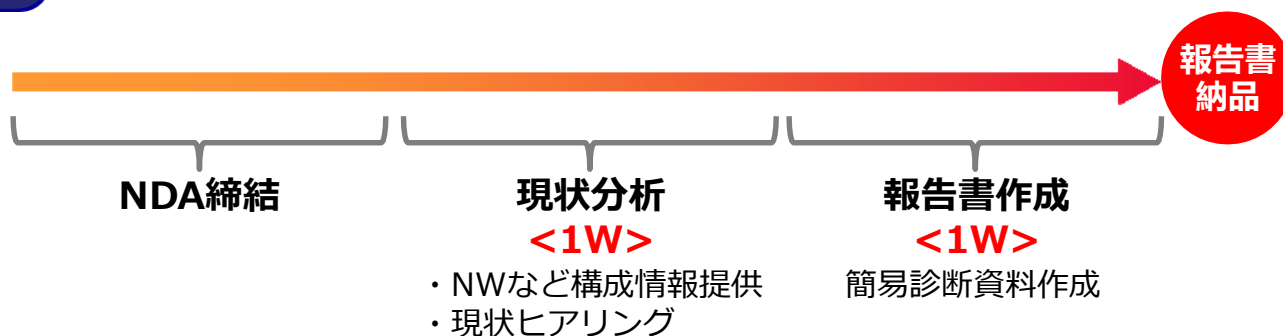 報告書
納品
NDA締結
現状分析
<1W>
・NWなど構成情報提供
・現状ヒアリング
報告書作成
<1W>
簡易診断資料作成